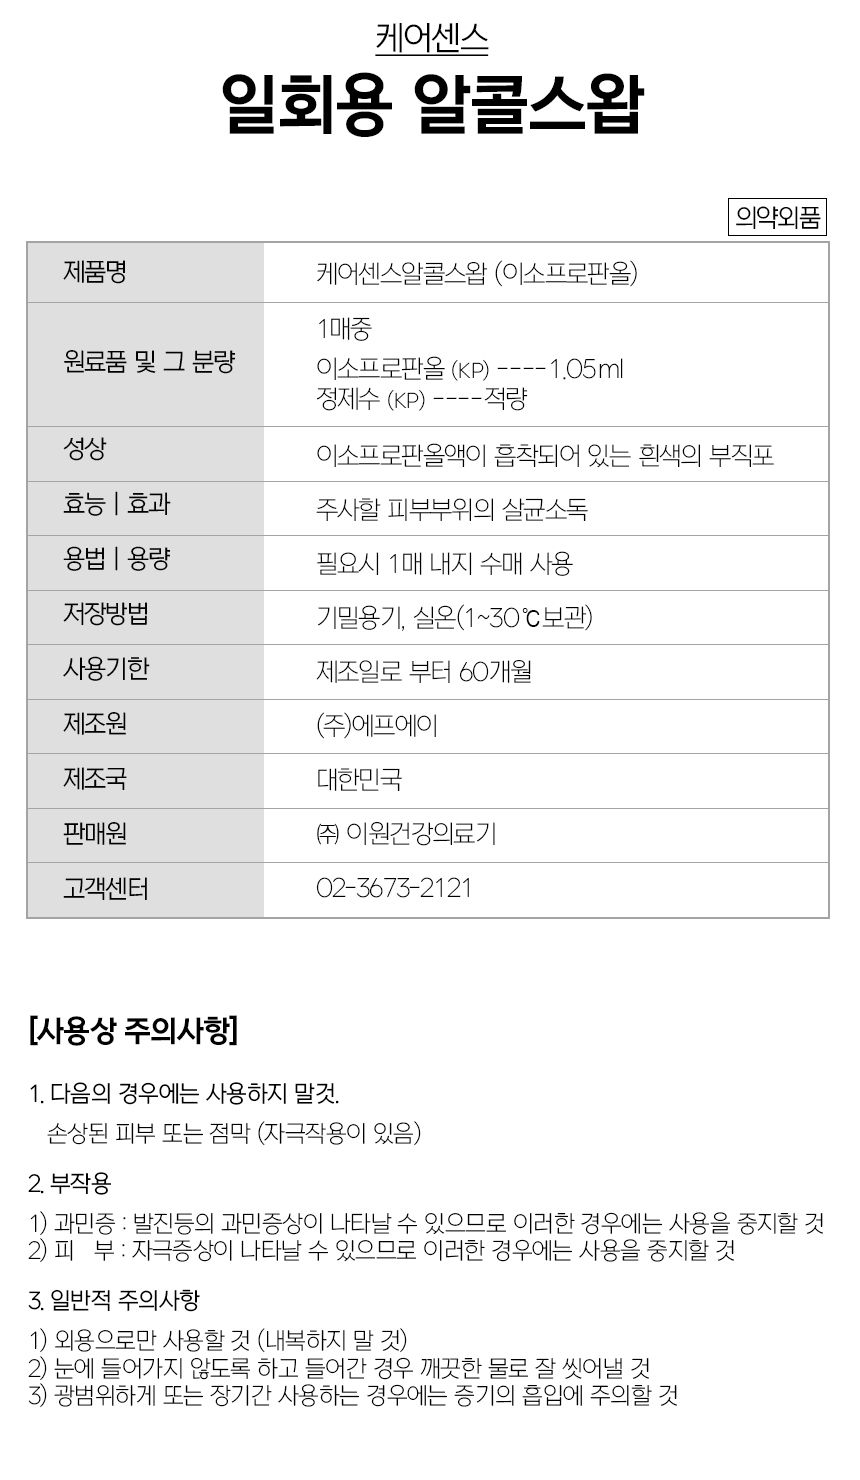 케어센스
일회용 알콜스왑
의약외품
제품명 케어센스알콜스왑 (이소프로판올)
원료품 및 그 분량 1매중
이소프로판올 (KP) ----1.05ml
정제수 (KP) ----적량
성상 이소프로판올액이 흡착되어 있는 흰색의 부직포
효능 | 효과 주사할 피부부위의 살균소독
용법 | 용량 필요시 1매 내지 수매 사용
저장방법 기밀용기, 실온(1~30℃보관)
사용기한 제조일로 부터 60개월
제조원 (주)에프에이
제조국 대한민국
판매원 ㈜ 이원건강의료기
고객센터 02-3673-2121
[사용상 주의사항]
1. 다음의 경우에는 사용하지 말것.
손상된 피부 또는 점막 (자극작용이 있음)
2. 부작용
1) 과민증 : 발진등의 과민증상이 나타날 수 있으므로 이러한 경우에는 사용을 중지할 것
2) 피 부 : 자극증상이 나타날 수 있으므로 이러한 경우에는 사용을 중지할 것
3. 일반적 주의사항
1) 외용으로만 사용할 것 (내복하지 말 것)
2) 눈에 들어가지 않도록 하고 들어간 경우 깨끗한 물로 잘 씻어낼 것
3) 광범위하게 또는 장기간 사용하는 경우에는 증기의 흡입에 주의할 것